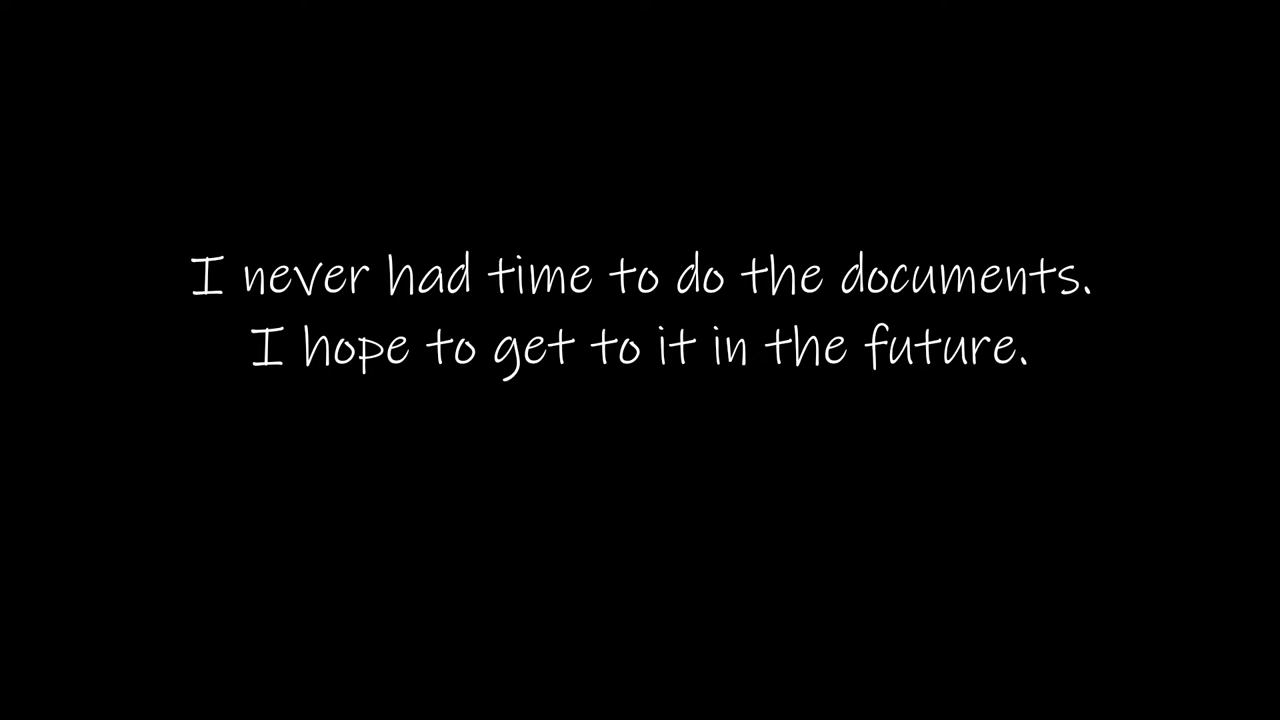 I never had time to do the documents.
I hope to get to it in the future.